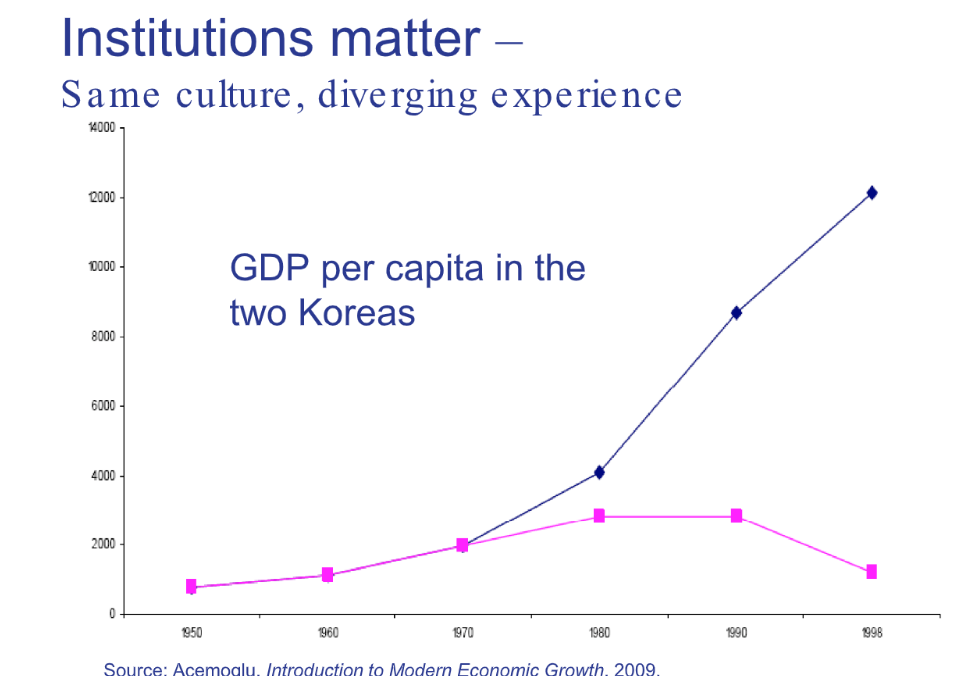 Institutions matter –
Same culture, diverging experience
14000
12000
10000
8000
6000
4000
2000
0
GDP per capita in the
two Koreas
1950 1960 1970 1980 1990 1998
Source: Acemoglu, Introduction to Modern Economic Growth, 2009.